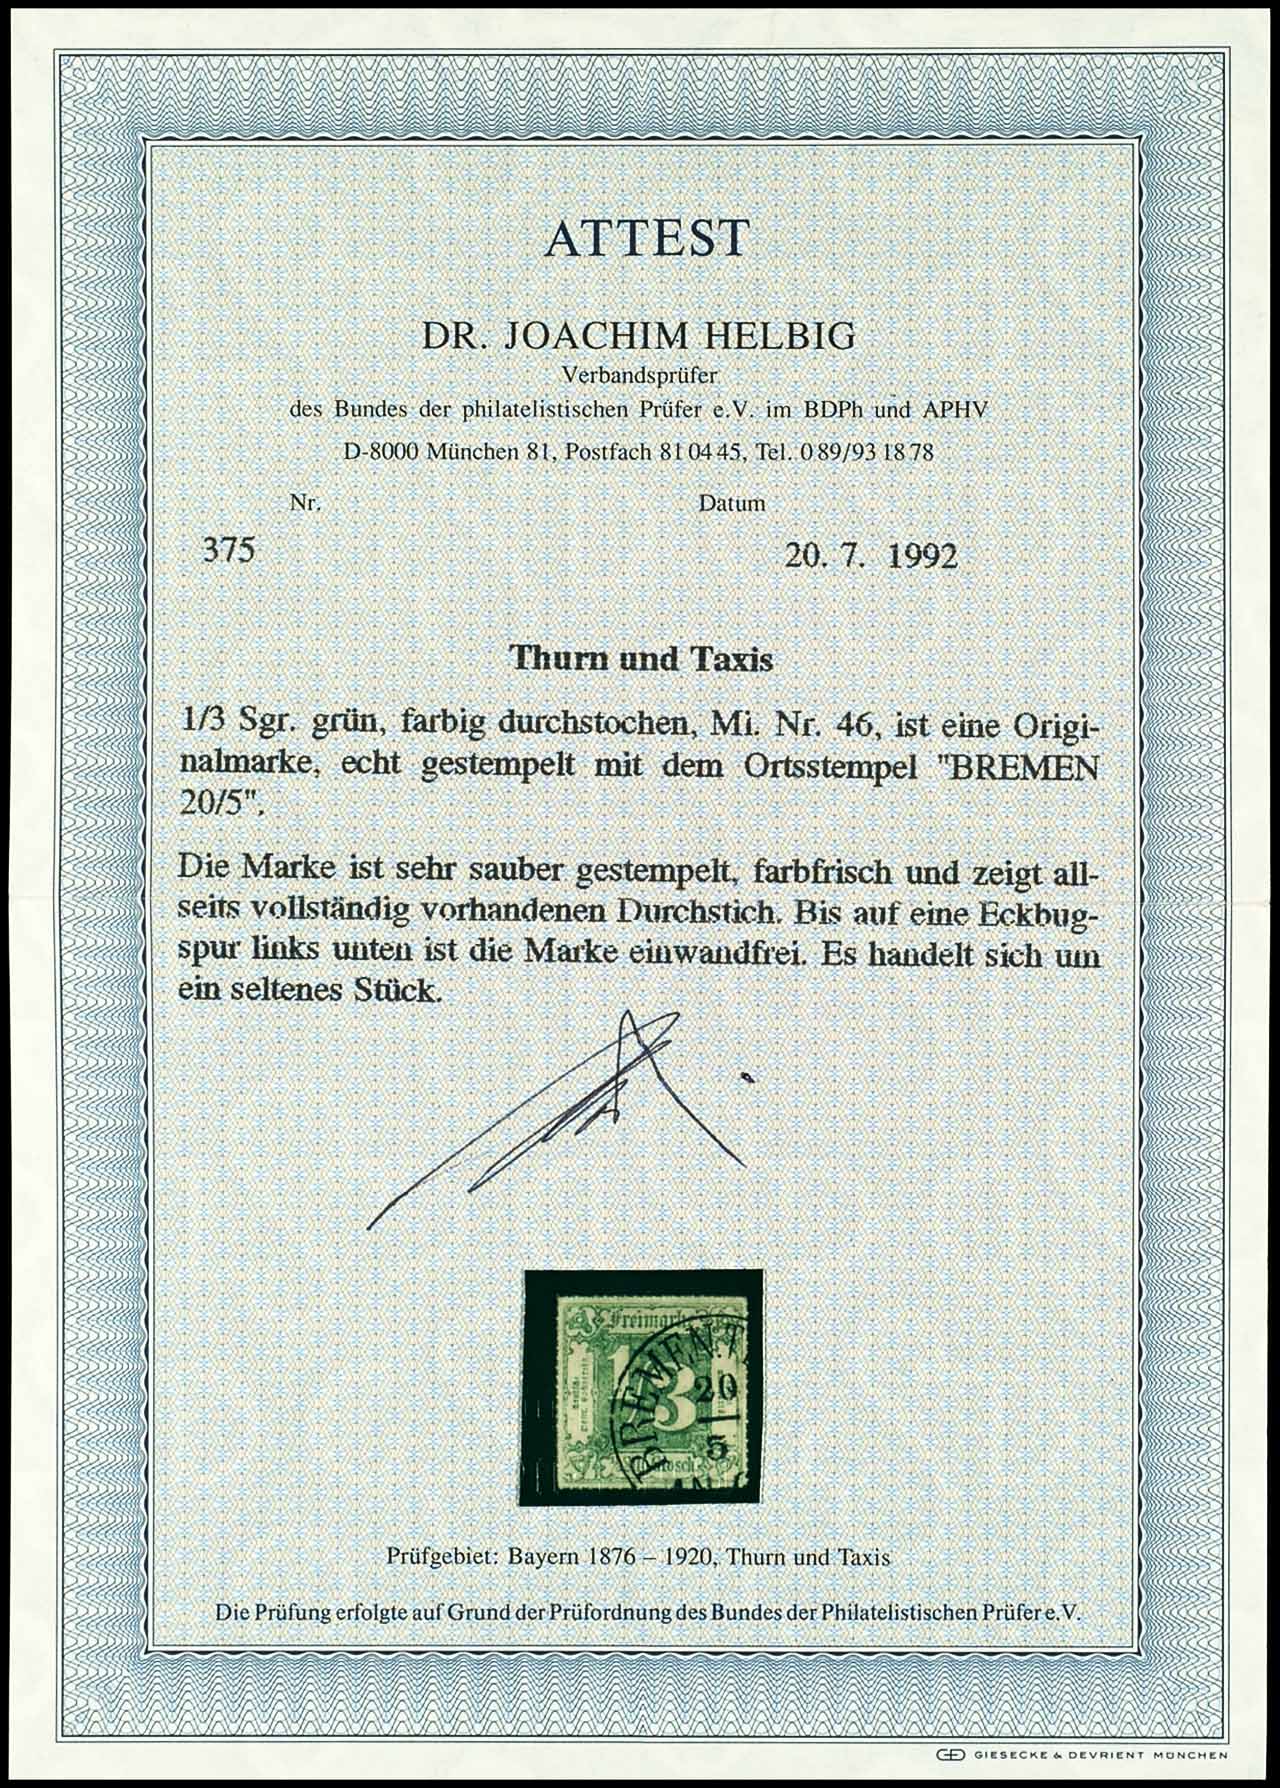 ATTEST
DR. JOACHIM HELBIG
Verbandsprüfer
des Bundes der philatelistischen Prüfer e.V. im BDPh und APHV
D-8000 München 81, Postfach 81 04 45, Tel. 0 89/93 18 78
Nr. Datum
375 20. 7. 1992
Thurn und Taxis
1/3 Sgr. grün, farbig durchstochen, Mi. Nr. 46, ist eine Origi-
nalmarke, echt gestempelt mit dem Ortsstempel "BREMEN
20/5".
Die Marke ist sehr sauber gestempelt, farbfrisch und zeigt all-
seits vollständig vorhandenen Durchstich. Bis auf eine Eckbug-
spur links unten ist die Marke einwandfrei. Es handelt sich um
ein seltenes Stück.
Freimarke
BREMEN.T
20
5
Prüfgebiet: Bayern 1876 – 1920, Thurn und Taxis
Die Prüfung erfolgte auf Grund der Prüfordnung des Bundes der Philatelistischen Prüfer e.V.
GIESECKE & DEVRIENT MÜNCHEN